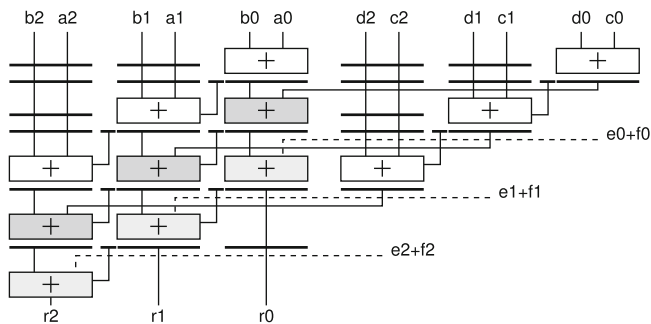 b2 a2 b1 a1 b0 a0 d2 c2 d1 c1 d0 c0
+ +
+ + +
e0+f0
+ + + +
e1+f1
+ +
e2+f2
+
r2 r1 r0